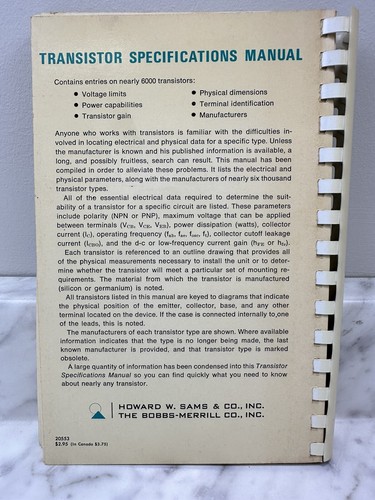 TRANSISTOR SPECIFICATIONS MANUAL
Contains entries on nearly 6000 transistors:
● Voltage limits ● Physical dimensions
● Power capabilities ● Terminal identification
● Transistor gain ● Manufacturers
Anyone who works with transistors is familiar with the difficulties in-
volved in locating electrical and physical data for a specific type. Unless
the manufacturer is known and his published information is available, a
long, and possibly fruitless, search can result. This manual has been
compiled in order to alleviate these problems. It lists the electrical and
physical parameters, along with the manufacturers, of nearly six thousand
transistor types.
All of the essential electrical data required to determine the suit-
ability of a transistor for a specific circuit are listed. These parameters
include polarity (NPN or PNP), maximum voltage that can be applied
between terminals (VCB, VCE, VEB), power dissipation (watts), collector
current (IC), operating frequency
collector cutoff leakage
current (ICBO), and the d-c or low-frequency current gain (hFE or hfe).
Each transistor is referenced to an outline drawing that provides all
of the physical measurements necessary to install the unit or to deter-
mine whether the transistor will meet a particular set of mounting re-
quirements. The material from which the transistor is manufactured
(silicon or germanium) is noted.
All transistors listed in this manual are keyed to diagrams that indicate
the physical position of the emitter, collector, base, and any other
terminal located on the device. If the case is connected internally to one
of the leads, this is noted.
The manufacturers of each transistor type are shown. Where available
information indicates that the type is no longer being made, the last
known manufacturer is provided, and that transistor type is marked
obsolete.
A large quantity of information has been condensed into this Transistor
Specifications Manual so you can find quickly what you need to know
about nearly any transistor.
HOWARD W. SAMS & CO., INC.
THE BOBBS-MERRILL CO., INC.
20553
$2.95 (In Canada $3.75)